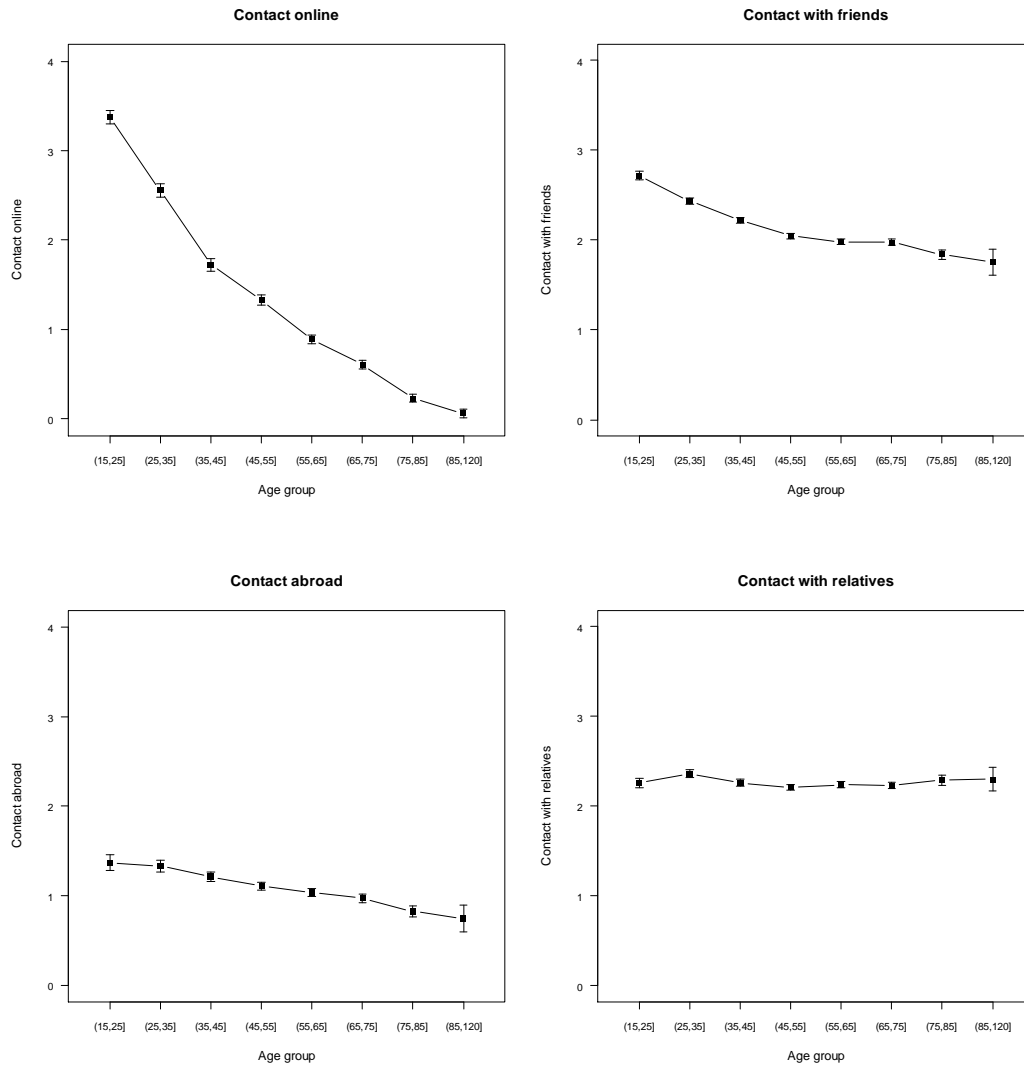 Contact online
4
3
2
1
0
Contact online
(15,25] (25,35] (35,45] (45,55] (55,65] (65,75] (75,85] (85,120]
Age group
Contact with friends
4
3
2
1
0
Contact with friends
(15,25] (25,35] (35,45] (45,55] (55,65] (65,75] (75,85] (85,120]
Age group
Contact abroad
4
3
2
1
0
Contact abroad
(15,25] (25,35] (35,45] (45,55] (55,65] (65,75] (75,85] (85,120]
Age group
Contact with relatives
4
3
2
1
0
Contact with relatives
(15,25] (25,35] (35,45] (45,55] (55,65] (65,75] (75,85] (85,120]
Age group